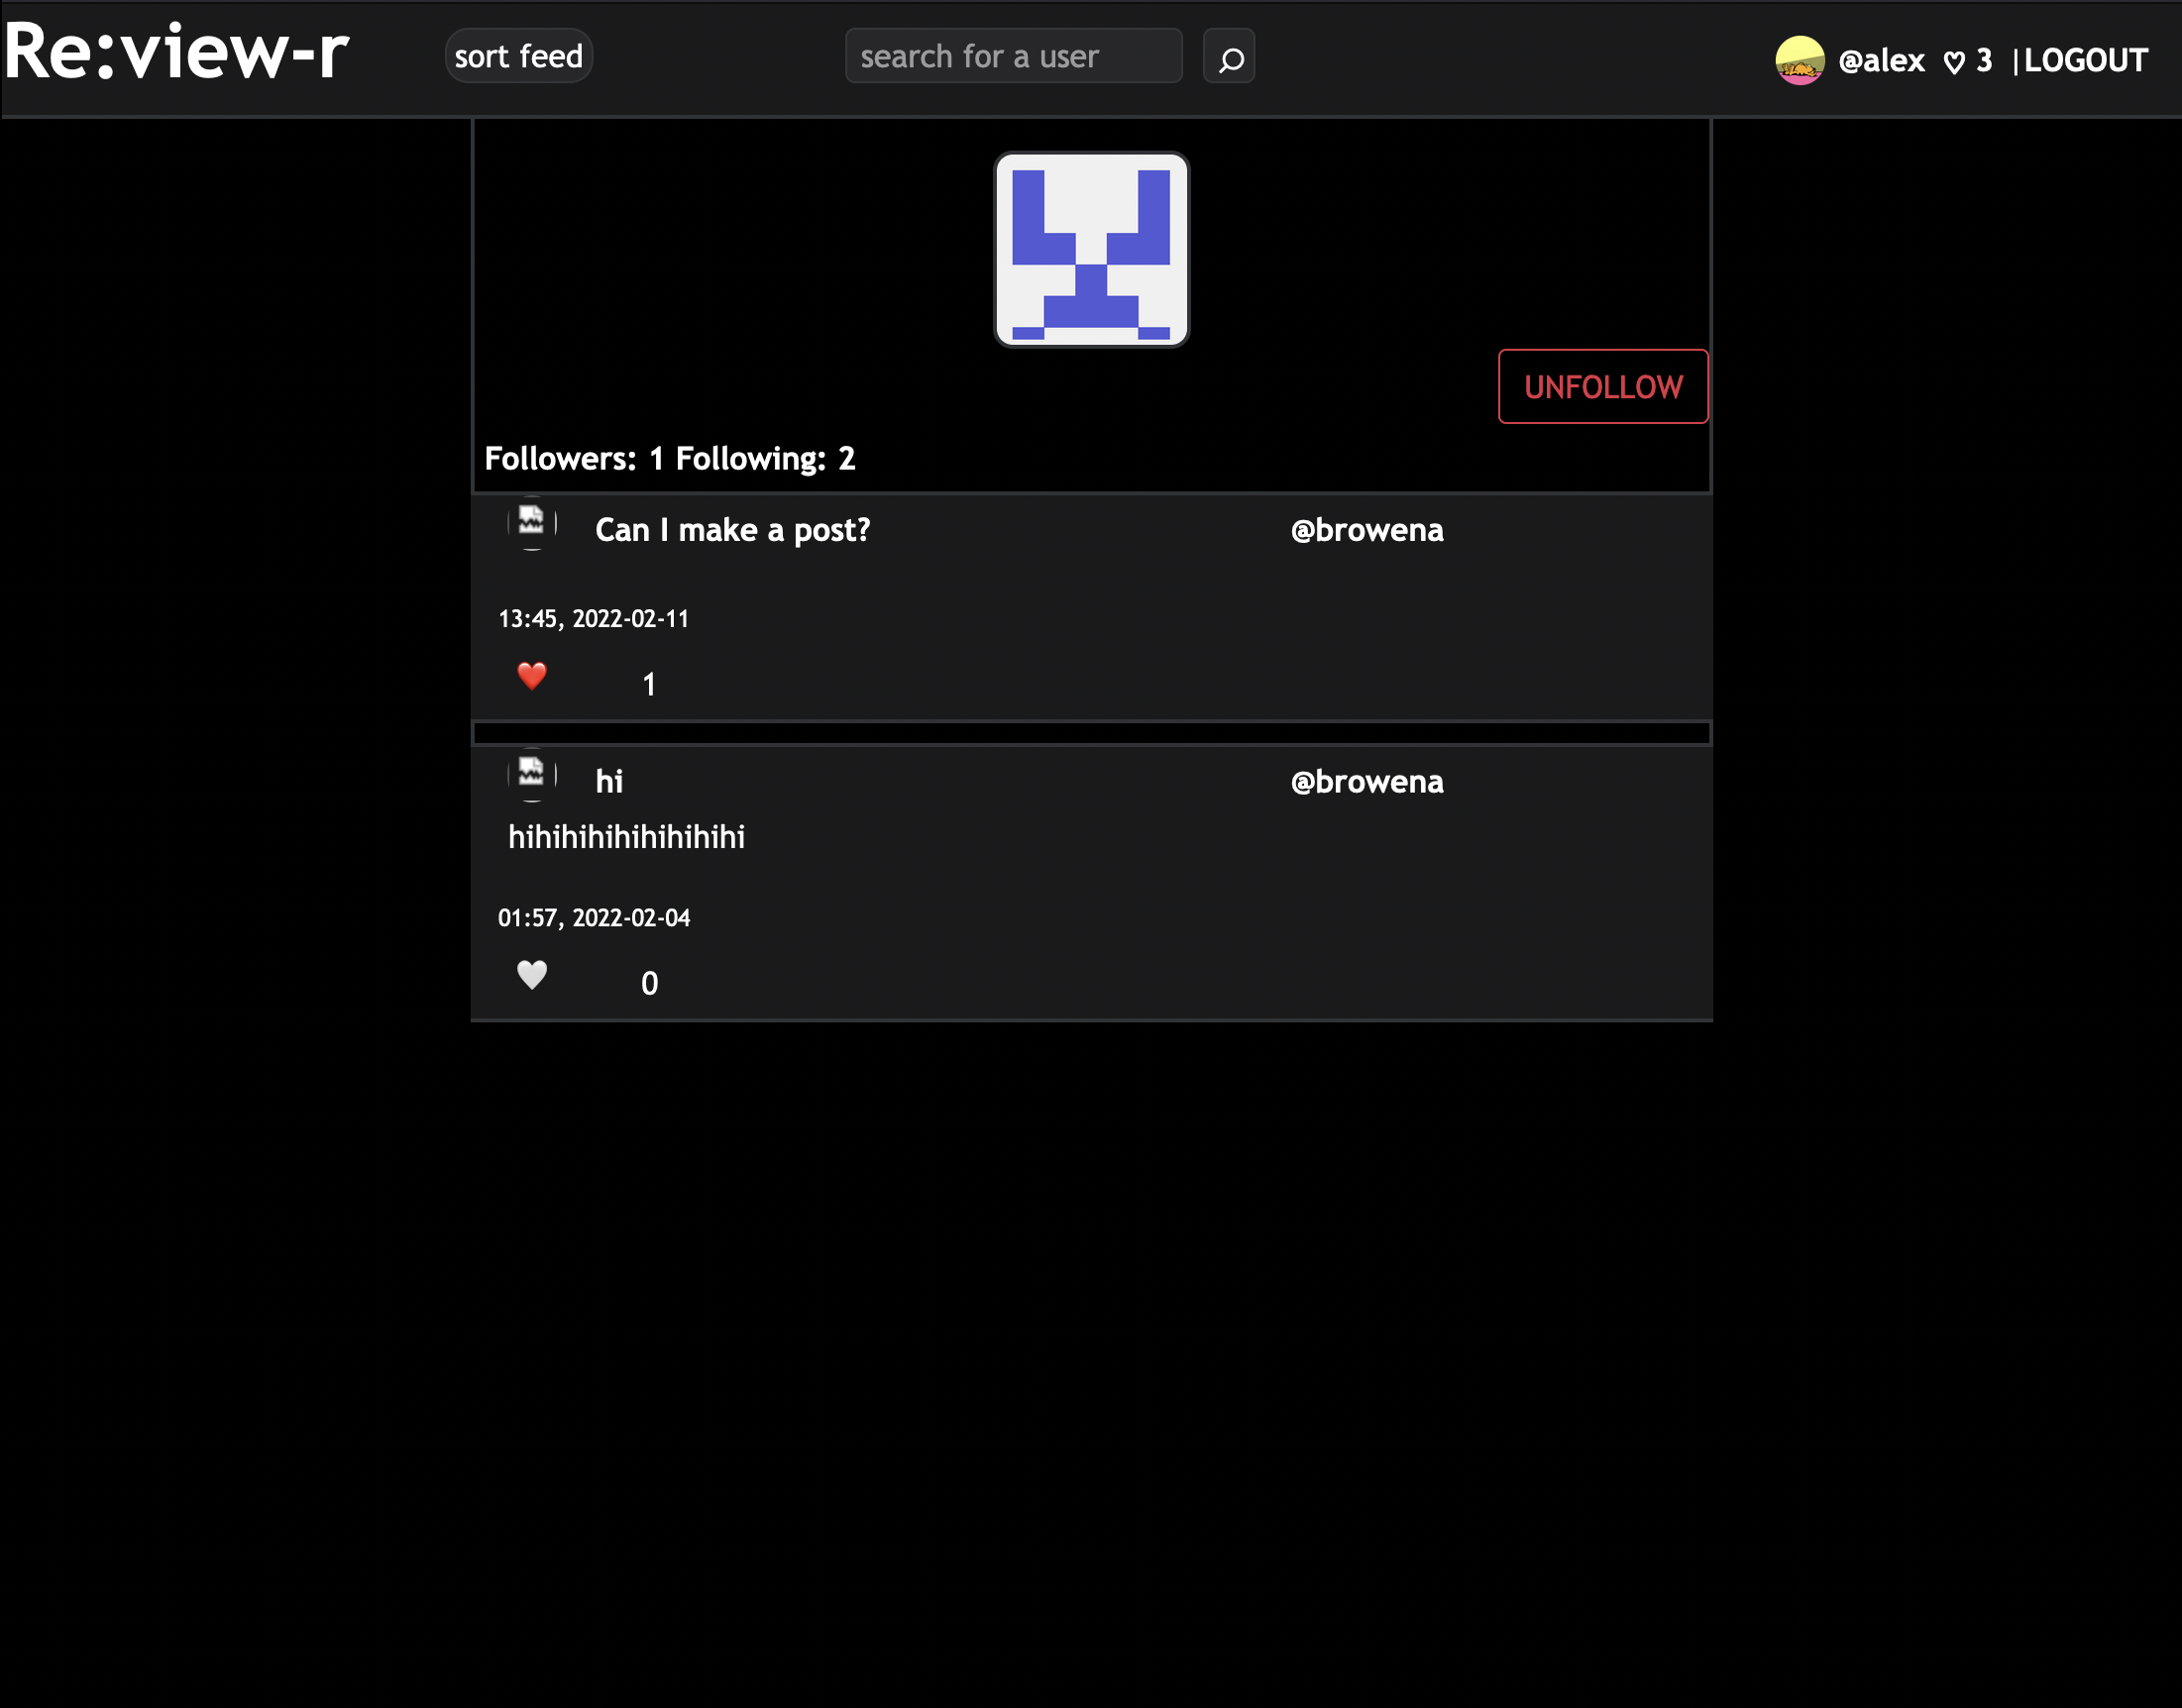 Re:view-r
sort feed
search for a user
@alex ♡ 3 |LOGOUT
UNFOLLOW
Followers: 1 Following: 2
Can I make a post? @browena
13:45, 2022-02-11
1
hi @browena
hihihihihihihihihi
01:57, 2022-02-04
0